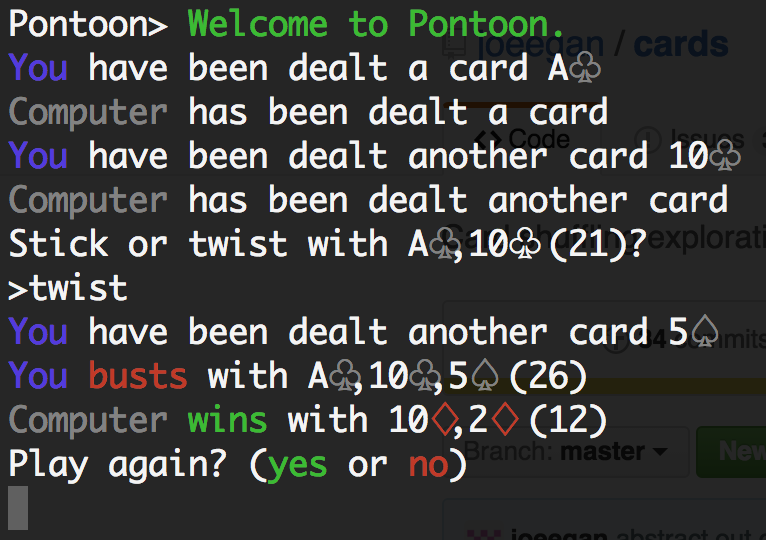 Pontoon> Welcome to Pontoon.
joeegan / cards
You have been dealt a card A♧
Computer has been dealt a card
<> Code Issues
You have been dealt another card 10♧
Computer has been dealt another card
Stick or twist with A♧,10♧ (21)?
>twist
You have been dealt another card 5♤
34 commits
You busts with A♧,10♧,5♤ (26)
Computer wins with 10♢,2♢ (12)
Play again? (yes or no)
Branch: master New
joeegan abstract out